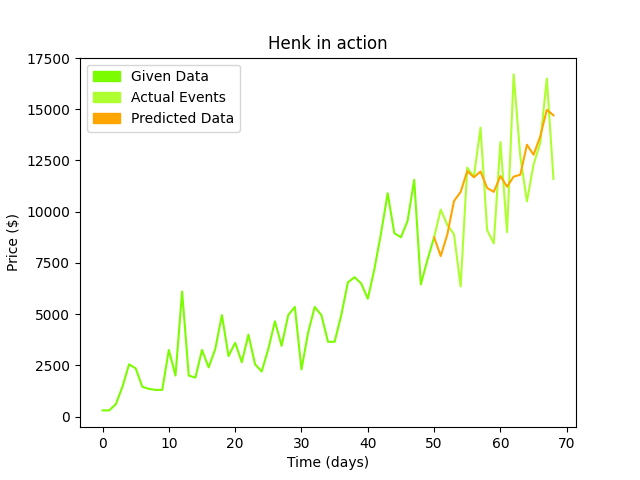 Henk in action
Given Data
Actual Events
Predicted Data
Price ($)
17500
15000
12500
10000
7500
5000
2500
0
0 10 20 30 40 50 60 70
Time (days)